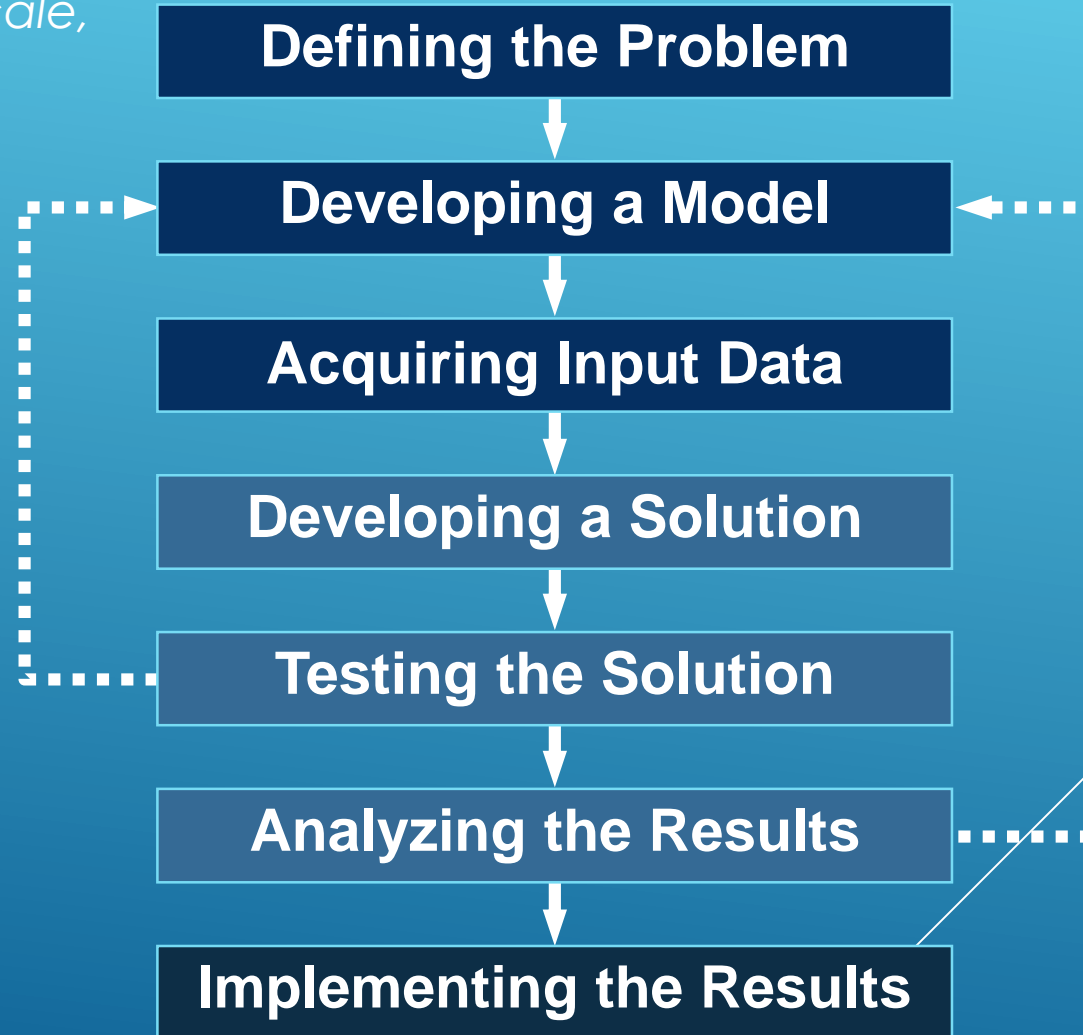 Defining the Problem
Developing a Model
Acquiring Input Data
Developing a Solution
Testing the Solution
Analyzing the Results
Implementing the Results